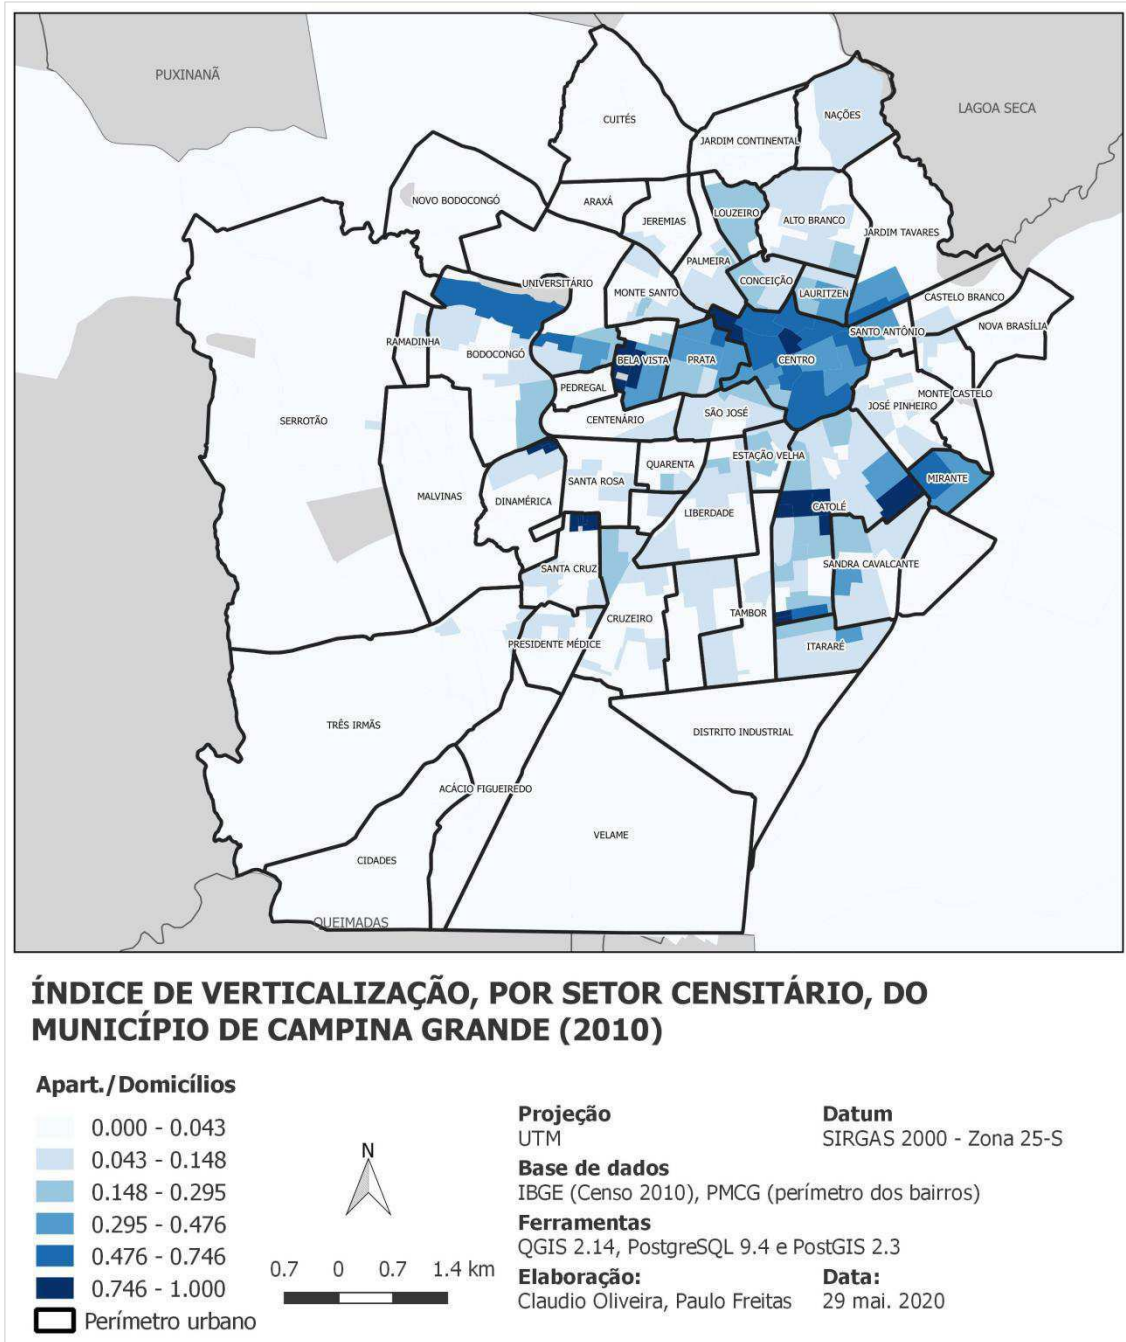 PUXINANÃ
LAGOA SECA
NAÇÕES
CUITÉS
JARDIM CONTINENTAL
NOVO BODOCONGÓ
ARAXÁ
JEREMIAS
LOUZEIRO
ALTO BRANCO
JARDIM TAVARES
PALMEIRA
CONCEIÇÃO
UNIVERSITÁRIO
MONTE SANTO
LAURITZEN
CASTELO BRANCO
SANTO ANTÔNIO
NOVA BRASÍLIA
RAMADINHA
BODOCONGÓ
BELA VISTA
PRATA
CENTRO
PEDREGAL
MONTE CASTELO
JOSÉ PINHEIRO
SERROTÃO
CENTENÁRIO
SÃO JOSÉ
ESTAÇÃO VELHA
QUARENTA
MIRANTE
SANTA ROSA
MALVINAS
DINAMÉRICA
LIBERDADE
CATOLÉ
SANTA CRUZ
SANDRA CAVALCANTE
TAMBOR
CRUZEIRO
PRESIDENTE MÉDICE
ITARARÉ
TRÊS IRMÃS
DISTRITO INDUSTRIAL
ACÁCIO FIGUEIREDO
VELAME
CIDADES
QUEIMADAS
ÍNDICE DE VERTICALIZAÇÃO, POR SETOR CENSITÁRIO, DO
MUNICÍPIO DE CAMPINA GRANDE (2010)
Apart./Domicílios
0.000 - 0.043
0.043 - 0.148
0.148 - 0.295
0.295 - 0.476
0.476 - 0.746
0.746 - 1.000
Perímetro urbano
N
0.7 0 0.7 1.4 km
Projeção
UTM
Datum
SIRGAS 2000 - Zona 25-S
Base de dados
IBGE (Censo 2010), PMCG (perímetro dos bairros)
Ferramentas
QGIS 2.14, PostgreSQL 9.4 e PostGIS 2.3
Elaboração:
Claudio Oliveira, Paulo Freitas
Data:
29 mai. 2020